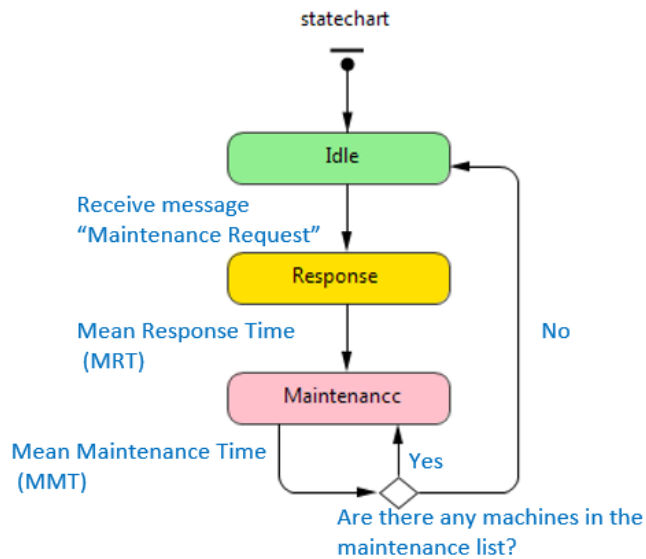 statechart
Idle
Receive message
“Maintenance Request”
Response
Mean Response Time
(MRT)
No
Maintenancc
Mean Maintenance Time
(MMT)
Yes
Are there any machines in the
maintenance list?